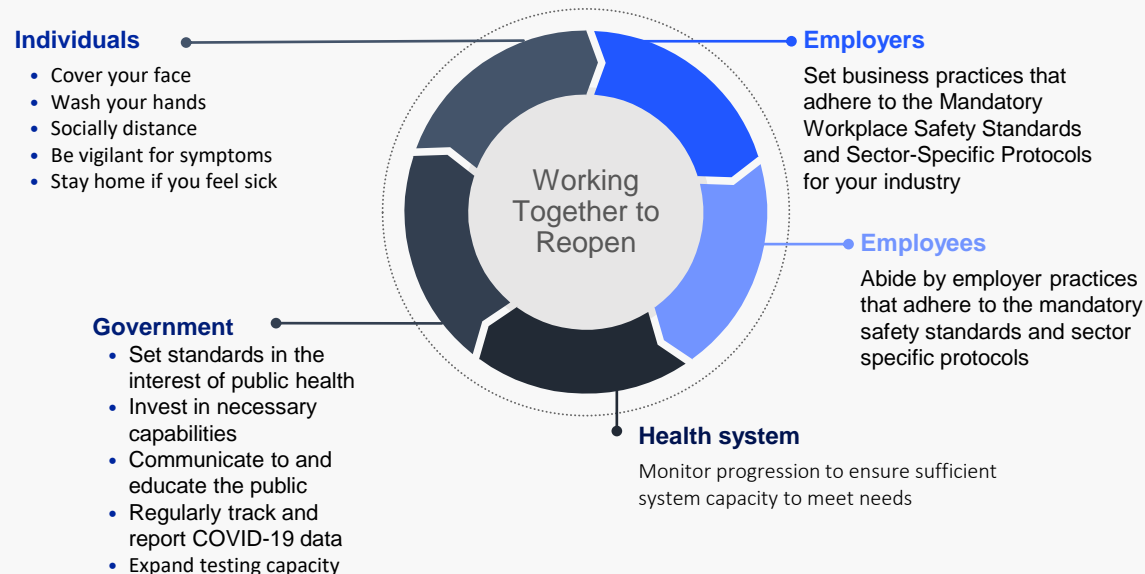 Individuals
• Cover your face
• Wash your hands
• Socially distance
• Be vigilant for symptoms
• Stay home if you feel sick
Employers
Set business practices that
adhere to the Mandatory
Workplace Safety Standards
and Sector-Specific Protocols
for your industry
Working
Together to
Reopen
Employees
Abide by employer practices
that adhere to the mandatory
safety standards and sector
specific protocols
Government
• Set standards in the
interest of public health
• Invest in necessary
capabilities
• Communicate to and
educate the public
• Regularly track and
report COVID-19 data
• Expand testing capacity
Health system
Monitor progression to ensure sufficient
system capacity to meet needs